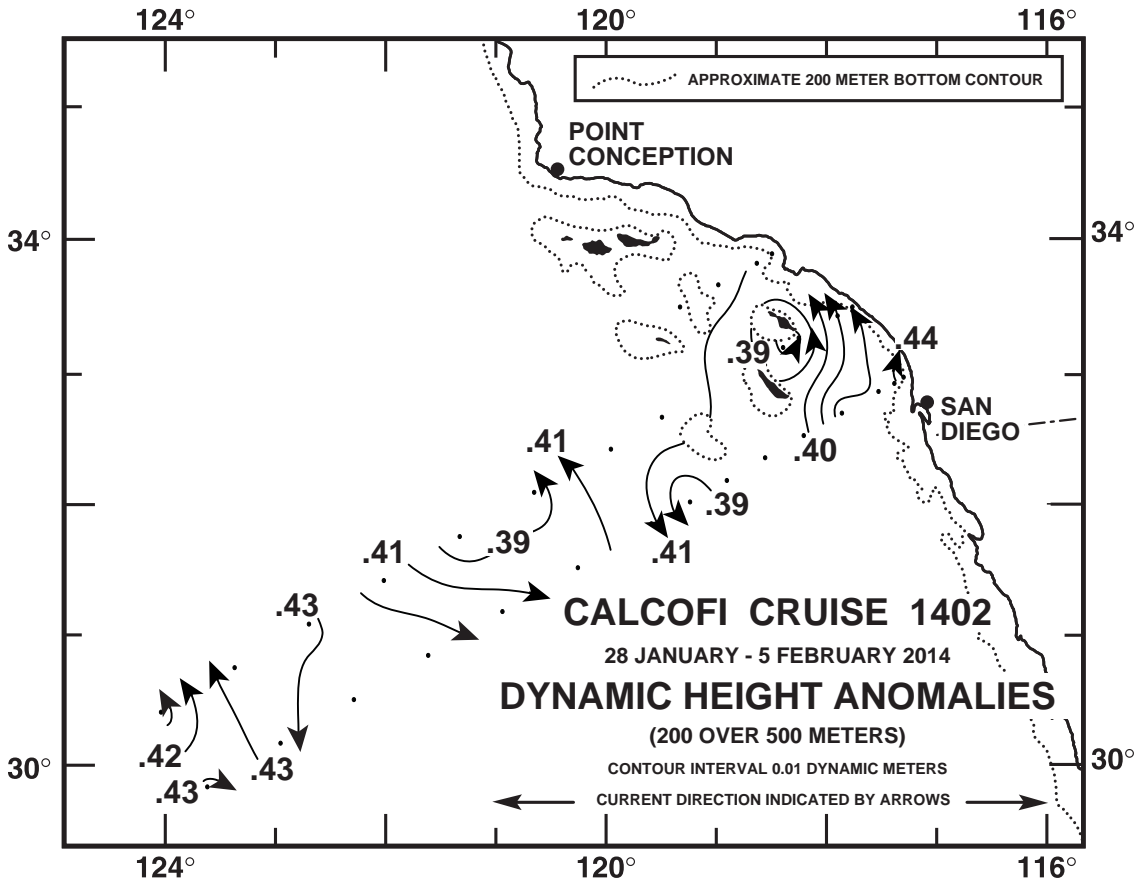 124° 120° 116°
APPROXIMATE 200 METER BOTTOM CONTOUR
POINT
CONCEPTION
34° 34°
.44
.39
SAN
DIEGO
.41 .40
.39
.39
.41 .41
.43
CALCOFI CRUISE 1402
28 JANUARY - 5 FEBRUARY 2014
DYNAMIC HEIGHT ANOMALIES
(200 OVER 500 METERS)
.42
.43
30° 30°
CONTOUR INTERVAL 0.01 DYNAMIC METERS
.43
CURRENT DIRECTION INDICATED BY ARROWS
124° 120° 116°